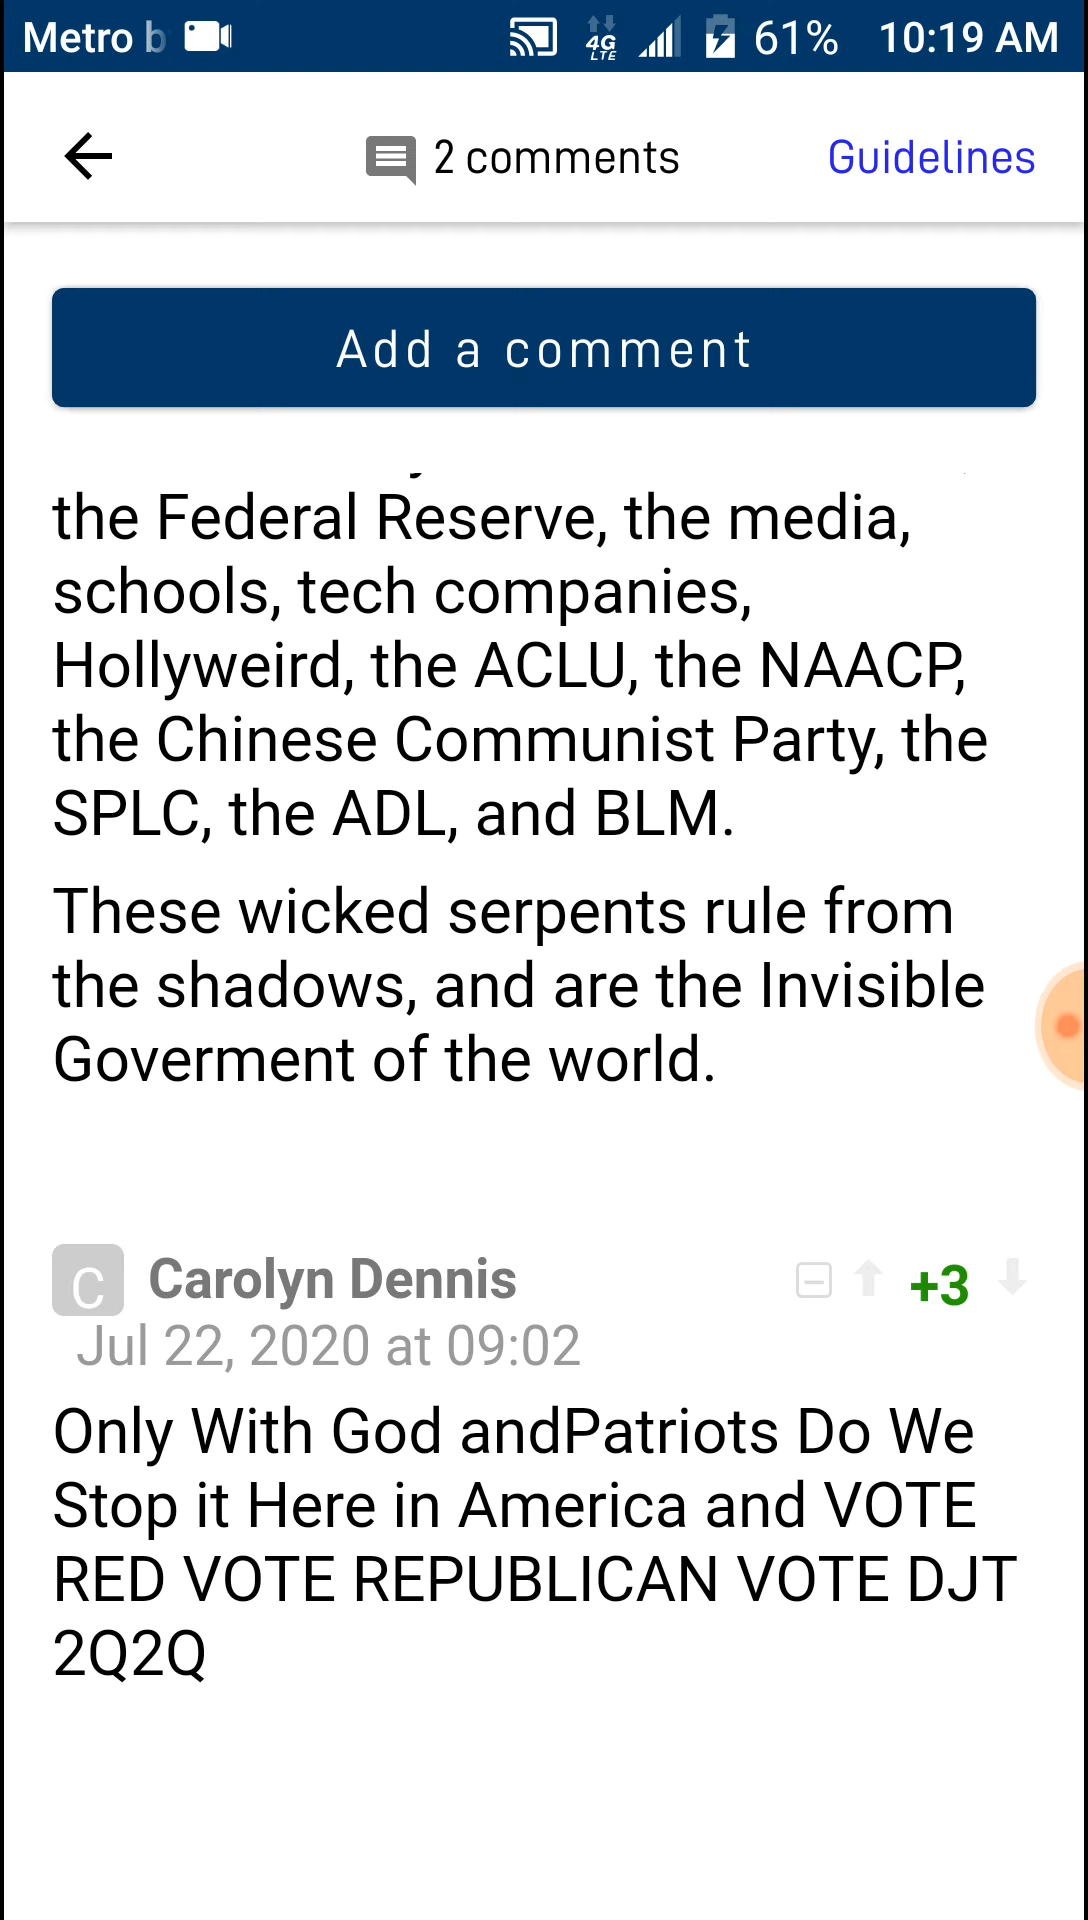 Metro b 4G LTE 61% 10:19 AM
2 comments Guidelines
Add a comment
the Federal Reserve, the media,
schools, tech companies,
Hollyweird, the ACLU, the NAACP,
the Chinese Communist Party, the
SPLC, the ADL, and BLM.
These wicked serpents rule from
the shadows, and are the Invisible
Goverment of the world.
C Carolyn Dennis +3
Jul 22, 2020 at 09:02
Only With God andPatriots Do We
Stop it Here in America and VOTE
RED VOTE REPUBLICAN VOTE DJT
2Q2Q